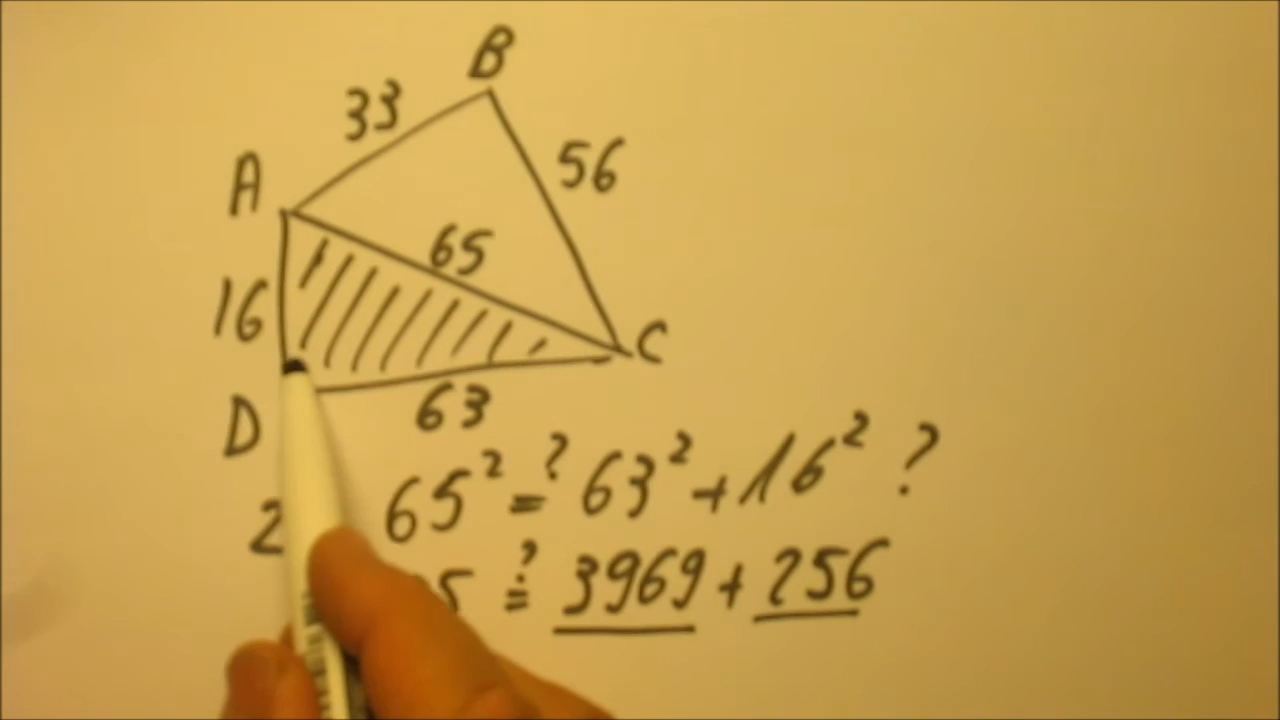 B
33
A
56
65
16
C
63
D
65² =? 63² + 16² ?
2
5 =? 3969 + 256